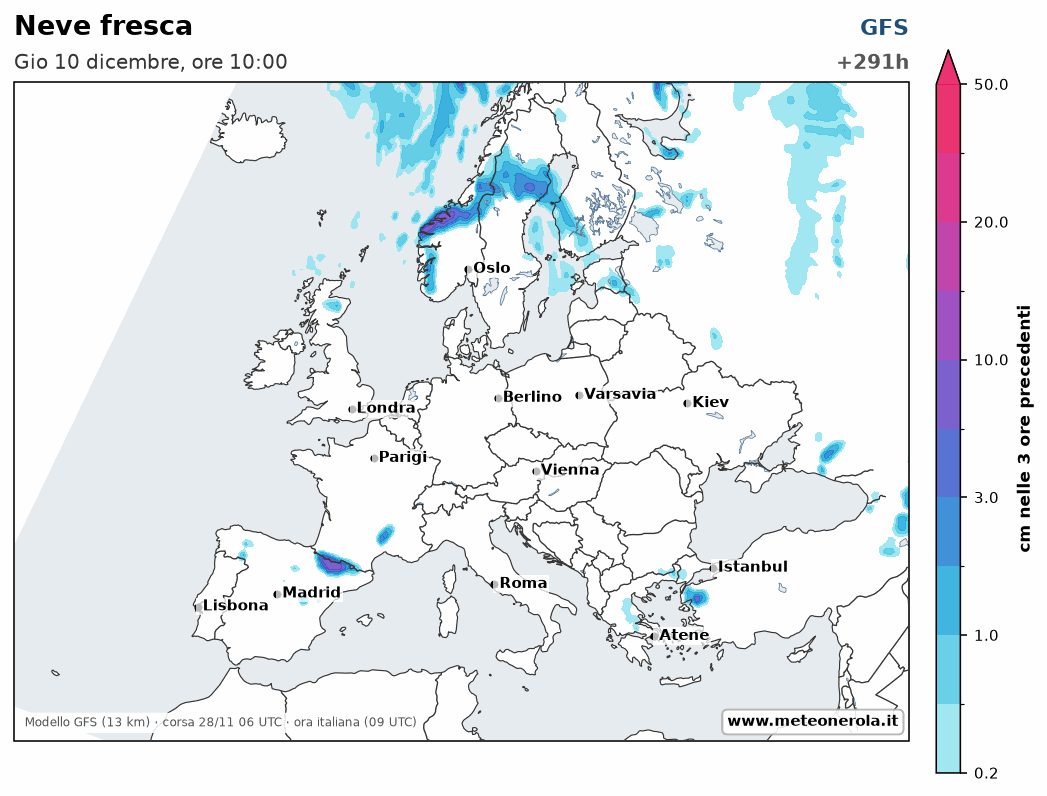 Neve fresca
GFS
Gio 10 dicembre, ore 10:00
+291h
50.0
20.0
10.0
3.0
1.0
0.2
cm nelle 3 ore precedenti
Oslo
Berlino
Varsavia
Kiev
Londra
Parigi
Vienna
Istanbul
Roma
Madrid
Lisbona
Atene
Modello GFS (13 km) · corsa 28/11 06 UTC · ora italiana (09 UTC)
www.meteonerola.it